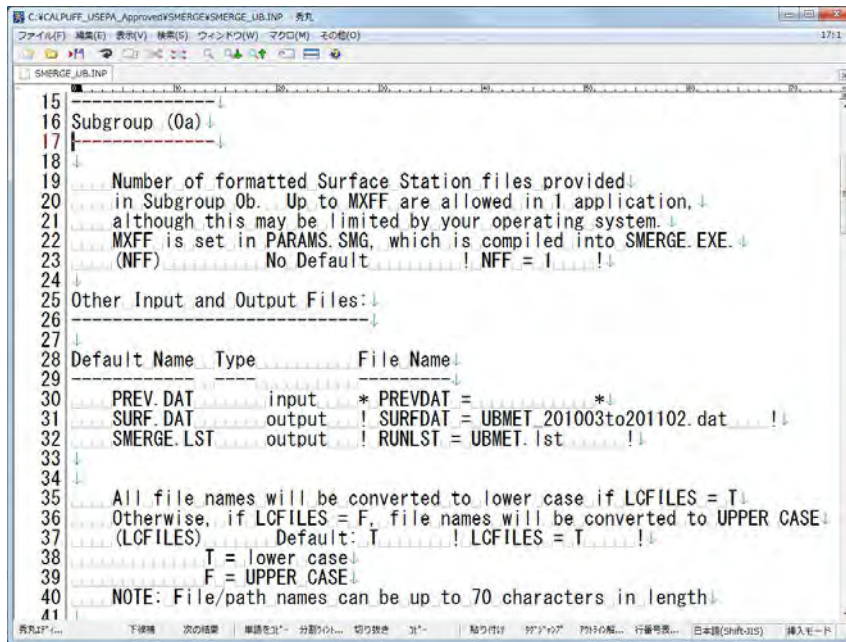 C:¥CALPUFF_USEPA_Approved¥SMERGE¥SMERGE_UB.INP - 秀丸
ファイル(F) 編集(E) 表示(V) 検索(S) ウィンドウ(W) マクロ(M) その他(O) 17:1
SMERGE_UB.INP
15 ---------------↓
16 Subgroup (0a)↓
17 ---------------↓
18 ↓
19 Number of formatted Surface Station files provided↓
20 in Subgroup 0b. Up to MXFF are allowed in 1 application,↓
21 although this may be limited by your operating system.↓
22 MXFF is set in PARAMS.SMG, which is compiled into SMERGE.EXE.↓
23 (NFF) No Default ! NFF = 1 !↓
24 ↓
25 Other Input and Output Files:↓
26 -------------------------------↓
27 ↓
28 Default Name Type File Name↓
29 ------------ ---- ---------↓
30 PREV.DAT input * PREVDAT = *↓
31 SURF.DAT output ! SURFDAT = UBMET_201003to201102.dat !↓
32 SMERGE.LST output ! RUNLST = UBMET.lst !↓
33 ↓
34 ↓
35 All file names will be converted to lower case if LCFILES = T↓
36 Otherwise, if LCFILES = F, file names will be converted to UPPER CASE↓
37 (LCFILES) Default: T ! LCFILES = T !↓
38 T = lower case↓
39 F = UPPER CASE↓
40 NOTE: File/path names can be up to 70 characters in length↓
41
下候補 次の結果 単語をコピー 分割ウィント... 切り抜き コピー 貼り付け タグジャンプ アウトライン解... 行番号表... 日本語(Shift-JIS) 挿入モード